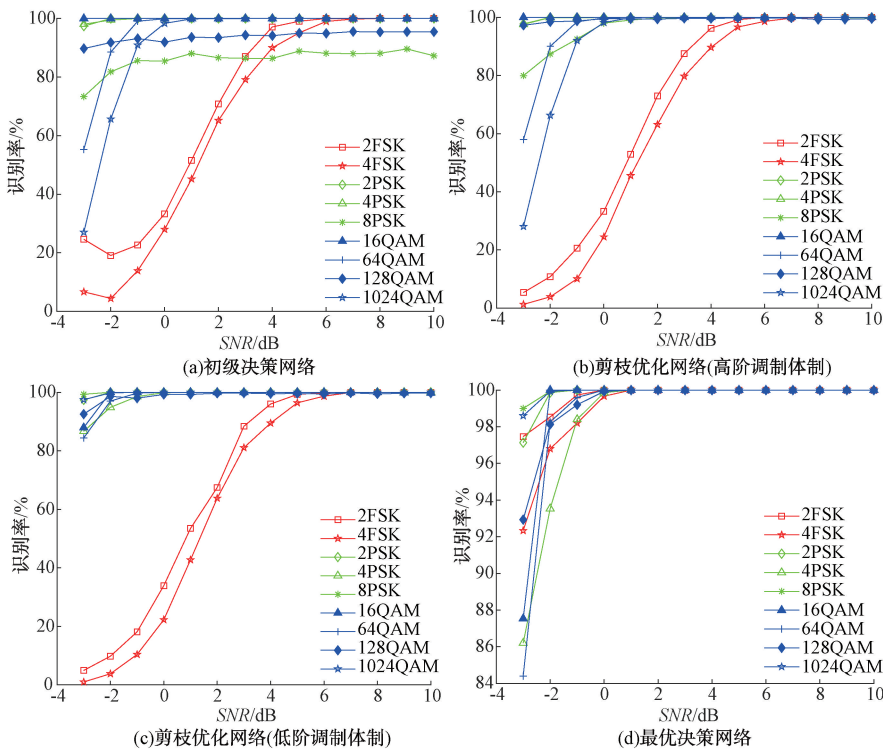 识别率/%
100
80
60
40
20
0
-4
-2
0
2
4
6
8
10
2FSK
4FSK
2PSK
4PSK
8PSK
16QAM
64QAM
128QAM
1024QAM
SNR/dB
(a)初级决策网络
识别率/%
100
80
60
40
20
0
-4
-2
0
2
4
6
8
10
2FSK
4FSK
2PSK
4PSK
8PSK
16QAM
64QAM
128QAM
1024QAM
SNR/dB
(b)剪枝优化网络(高阶调制体制)
识别率/%
100
80
60
40
20
0
-4
-2
0
2
4
6
8
10
2FSK
4FSK
2PSK
4PSK
8PSK
16QAM
64QAM
128QAM
1024QAM
SNR/dB
(c)剪枝优化网络(低阶调制体制)
识别率/%
100
98
96
94
92
90
88
86
84
-4
-2
0
2
4
6
8
10
2FSK
4FSK
2PSK
4PSK
8PSK
16QAM
64QAM
128QAM
1024QAM
SNR/dB
(d)最优决策网络